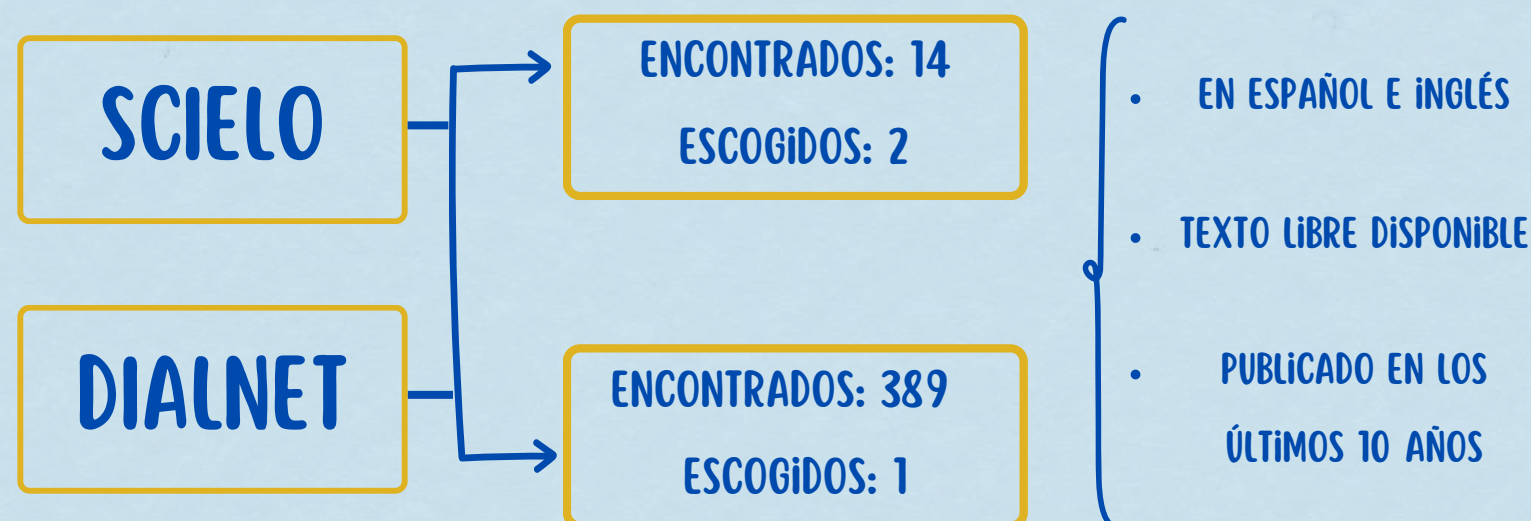 SCIELO
ENCONTRADOS: 14
ESCOGIDOS: 2
DIALNET
ENCONTRADOS: 389
ESCOGIDOS: 1
• EN ESPAÑOL E INGLÉS
• TEXTO LIBRE DISPONIBLE
• PUBLICADO EN LOS
ÚLTIMOS 10 AÑOS